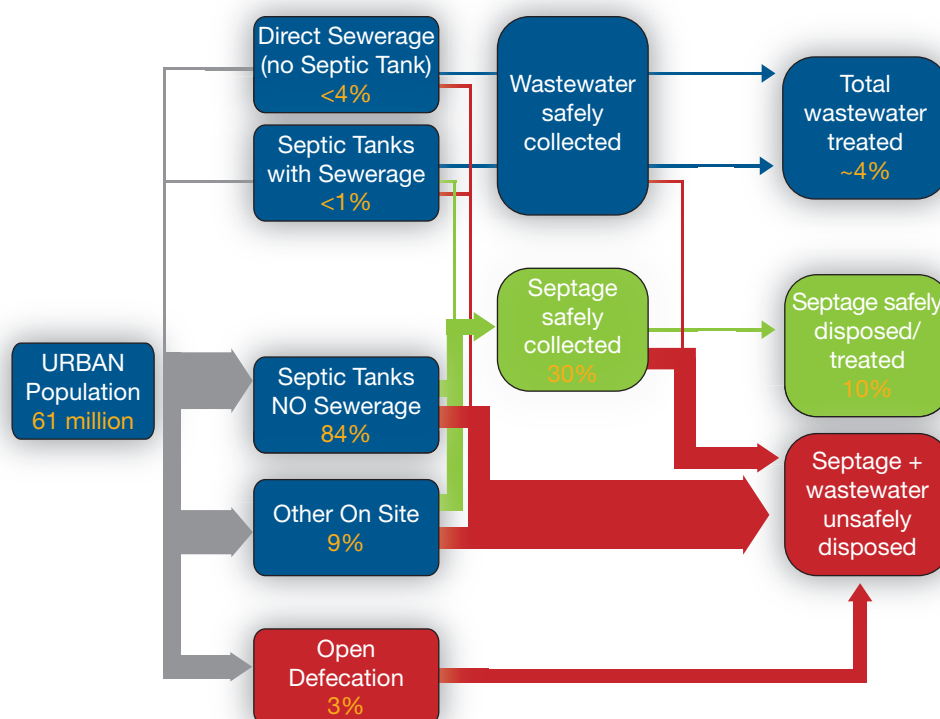 Direct Sewerage
(no Septic Tank)
<4%
Septic Tanks
with Sewerage
<1%
Wastewater
safely
collected
Total
wastewater
treated
~4%
Septage
safely
collected
30%
Septage safely
disposed/
treated
10%
URBAN
Population
61 million
Septic Tanks
NO Sewerage
84%
Other On Site
9%
Septage +
wastewater
unsafely
disposed
Open
Defecation
3%